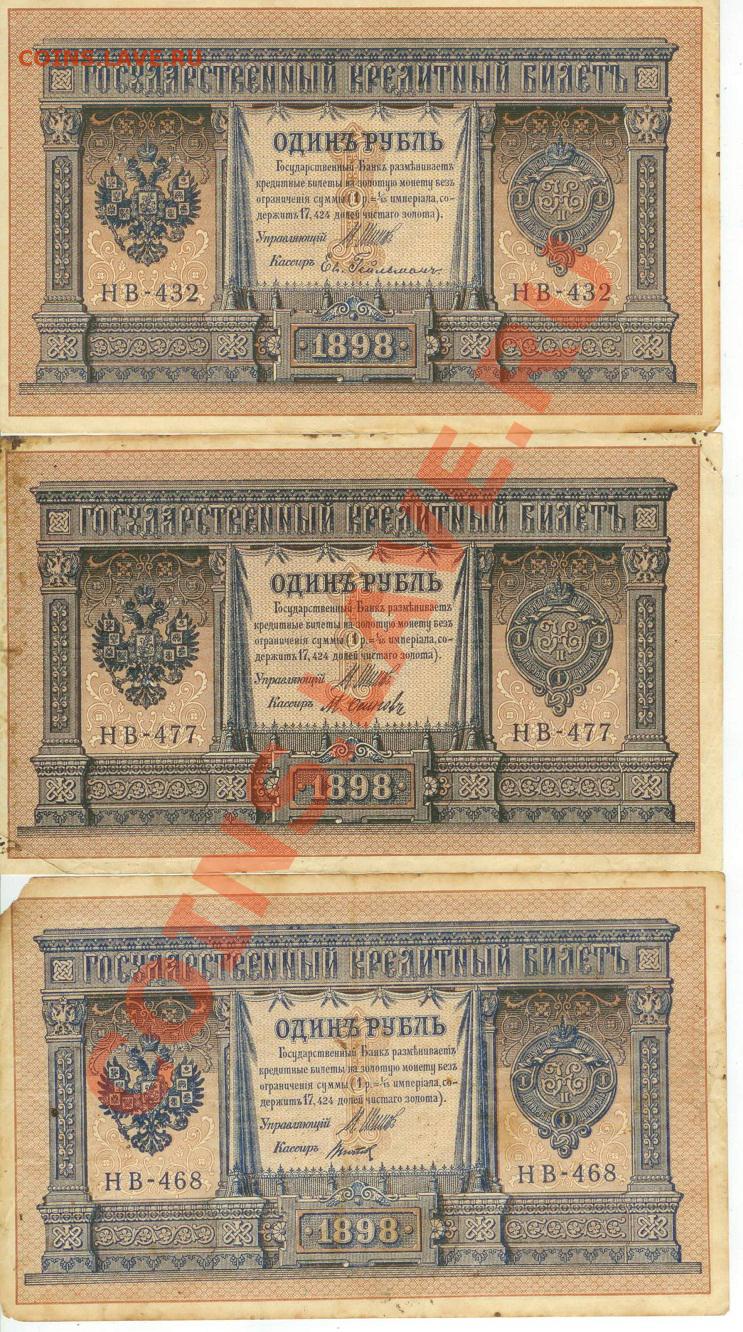 COINS.LAVE.RU
ГОСУДАРСТВЕННЫЙ КРЕДИТНЫЙ БИЛЕТЪ
ОДИНЪ РУБЛЬ
Государственный Банкъ размѣниваетъ
кредитные билеты на золотую монету безъ
ограниченія суммы (1 р.=1/15 имперіала, со-
держитъ 17,424 долей чистаго золота).
Управляющій И. Шиповъ
Кассиръ
НВ-432 НВ-432
1898
ГОСУДАРСТВЕННЫЙ КРЕДИТНЫЙ БИЛЕТЪ
ОДИНЪ РУБЛЬ
Государственный Банкъ размѣниваетъ
кредитные билеты на золотую монету безъ
ограниченія суммы (1 р.=1/15 имперіала, со-
держитъ 17,424 долей чистаго золота).
Управляющій И. Шиповъ
Кассиръ М. Осиповъ
НВ-477 НВ-477
1898
ГОСУДАРСТВЕННЫЙ КРЕДИТНЫЙ БИЛЕТЪ
ОДИНЪ РУБЛЬ
Государственный Банкъ размѣниваетъ
кредитные билеты на золотую монету безъ
ограниченія суммы (1 р.=1/15 имперіала, со-
держитъ 17,424 долей чистаго золота).
Управляющій И. Шиповъ
Кассиръ
НВ-468 НВ-468
1898
COINS.LAVE.RU